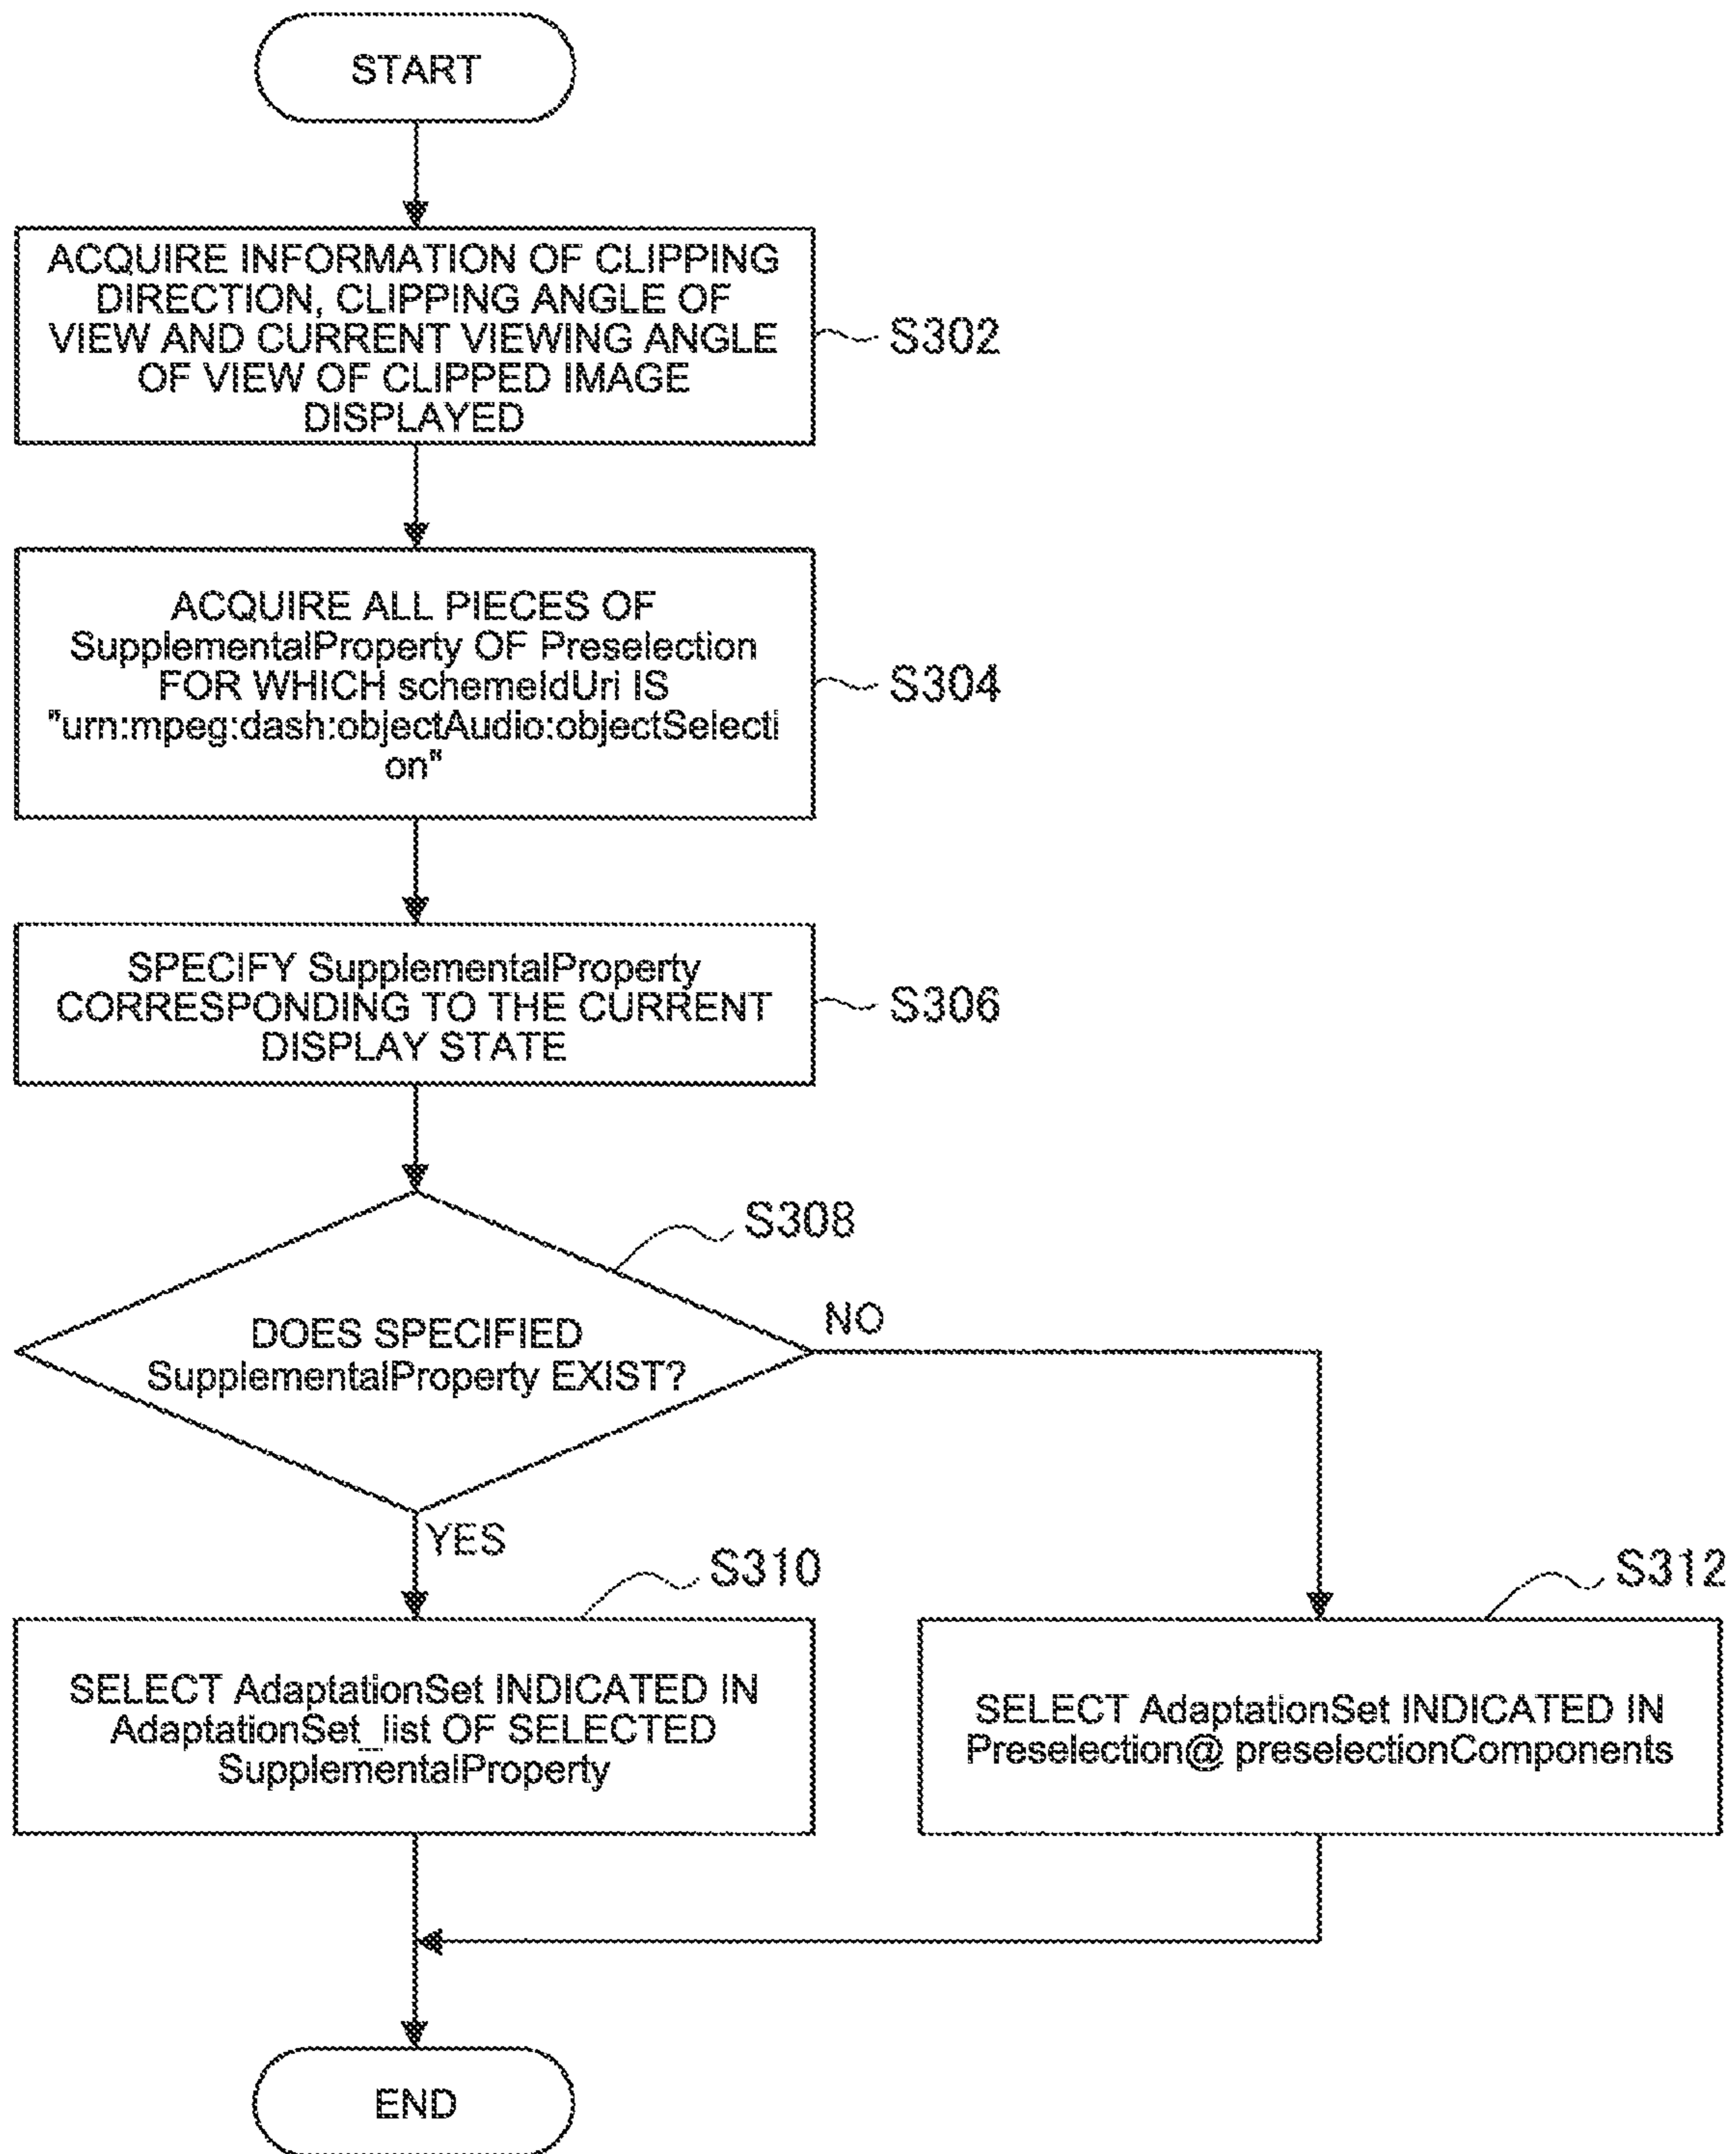 START
ACQUIRE INFORMATION OF CLIPPING
DIRECTION, CLIPPING ANGLE OF
VIEW AND CURRENT VIEWING ANGLE
OF VIEW OF CLIPPED IMAGE
DISPLAYED
S302
ACQUIRE ALL PIECES OF
SupplementalProperty OF Preselection
FOR WHICH schemeIdUri IS
"urn:mpeg:dash:objectAudio:objectSelecti
on"
S304
SPECIFY SupplementalProperty
CORRESPONDING TO THE CURRENT
DISPLAY STATE
S306
S308
DOES SPECIFIED
SupplementalProperty EXIST?
NO
YES
S310
SELECT AdaptationSet INDICATED IN
AdaptationSet_list OF SELECTED
SupplementalProperty
S312
SELECT AdaptationSet INDICATED IN
Preselection@ preselectionComponents
END